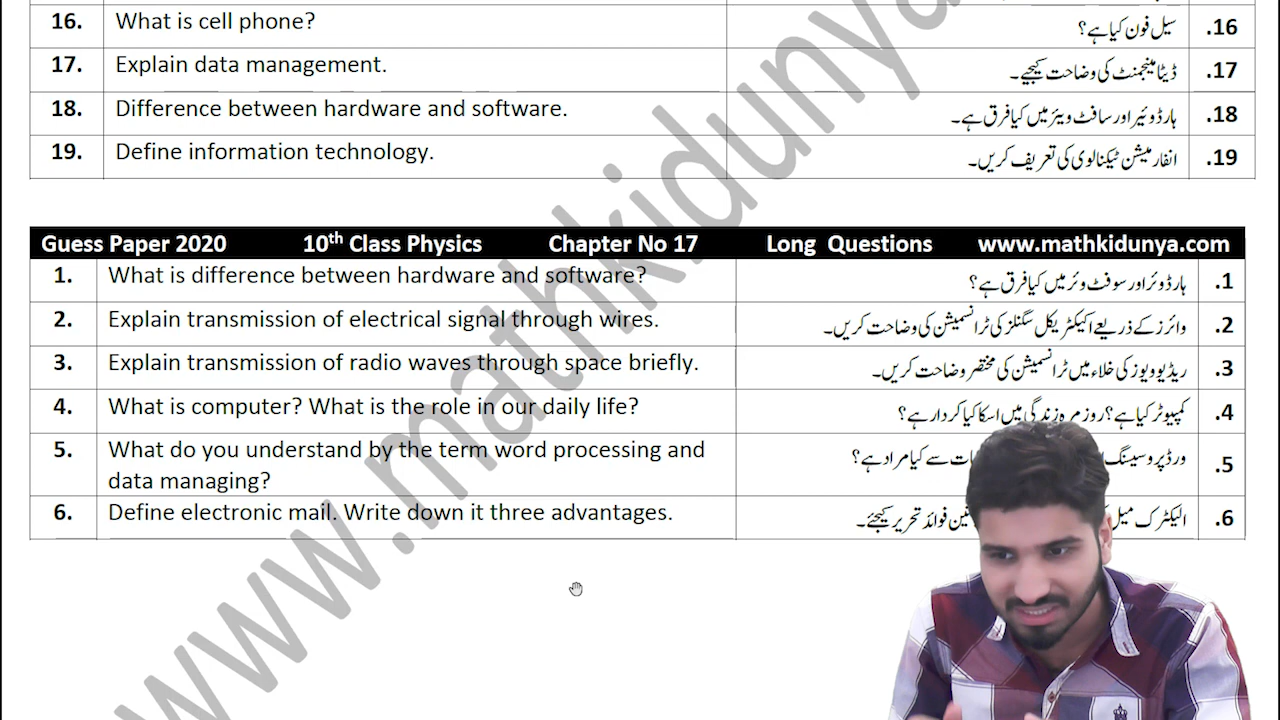 16. What is cell phone? سیل فون کیا ہے؟ .16
17. Explain data management. ڈیٹا مینجمنٹ کی وضاحت کیجیے۔ .17
18. Difference between hardware and software. ہارڈوئیر اور سافٹ ویئر میں کیا فرق ہے۔ .18
19. Define information technology. انفارمیشن ٹیکنالوی کی تعریف کریں۔ .19
Guess Paper 2020 10th Class Physics Chapter No 17 Long Questions www.mathkidunya.com
1. What is difference between hardware and software? ہارڈوئر اور سوفٹ وئر میں کیا فرق ہے؟ .1
2. Explain transmission of electrical signal through wires. وائرز کے ذریعے الیکٹریکل سگنلز کی ٹرانسمیشن کی وضاحت کریں۔ .2
3. Explain transmission of radio waves through space briefly. ریڈیو ویوز کی خلاء میں ٹرانسمیشن کی مختصر وضاحت کریں۔ .3
4. What is computer? What is the role in our daily life? کمپیوٹر کیا ہے؟ روز مرہ زندگی میں اسکا کیا کردار ہے؟ .4
5. What do you understand by the term word processing and ورڈ پروسیسنگ سے کیا مراد ہے؟ .5
data managing?
6. Define electronic mail. Write down it three advantages. الیکٹرک میل فوائد تحریر کیجئے۔ .6
www.mathkidunya